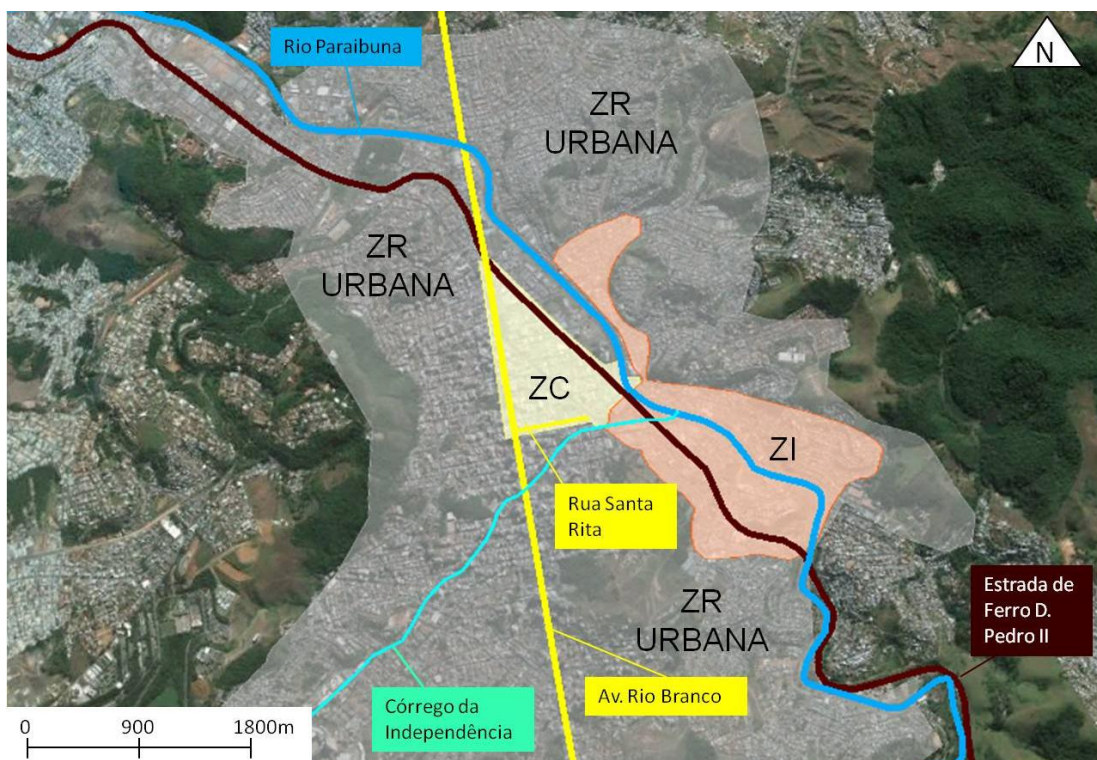 Rio Paraibuna
N
ZR
URBANA
ZR
URBANA
ZC
ZI
Rua Santa
Rita
ZR
URBANA
Estrada de
Ferro D.
Pedro II
Av. Rio Branco
Córrego da
Independência
0 900 1800m